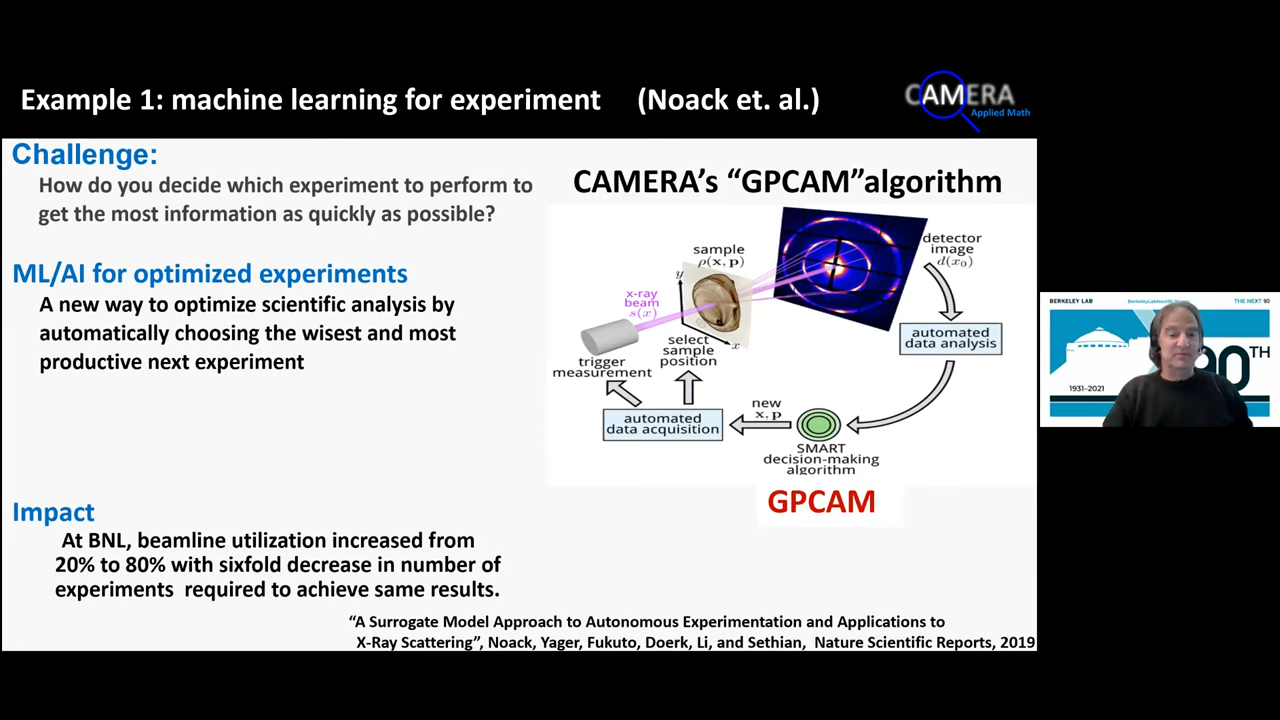 Example 1: machine learning for experiment (Noack et. al.)
CAMERA
Applied Math
Challenge:
How do you decide which experiment to perform to
get the most information as quickly as possible?
ML/AI for optimized experiments
A new way to optimize scientific analysis by
automatically choosing the wisest and most
productive next experiment
Impact
At BNL, beamline utilization increased from
20% to 80% with sixfold decrease in number of
experiments required to achieve same results.
CAMERA's “GPCAM”algorithm
sample
ρ(x, p)
y
x
x-ray
beam
s(x)
detector
image
d(x₀)
trigger
measurement
select
sample
position
automated
data analysis
automated
data acquisition
new
x, p
SMART
decision-making
algorithm
GPCAM
“A Surrogate Model Approach to Autonomous Experimentation and Applications to
X-Ray Scattering”, Noack, Yager, Fukuto, Doerk, Li, and Sethian, Nature Scientific Reports, 2019
BERKELEY LAB
THE NEXT 90
90TH
1931-2021